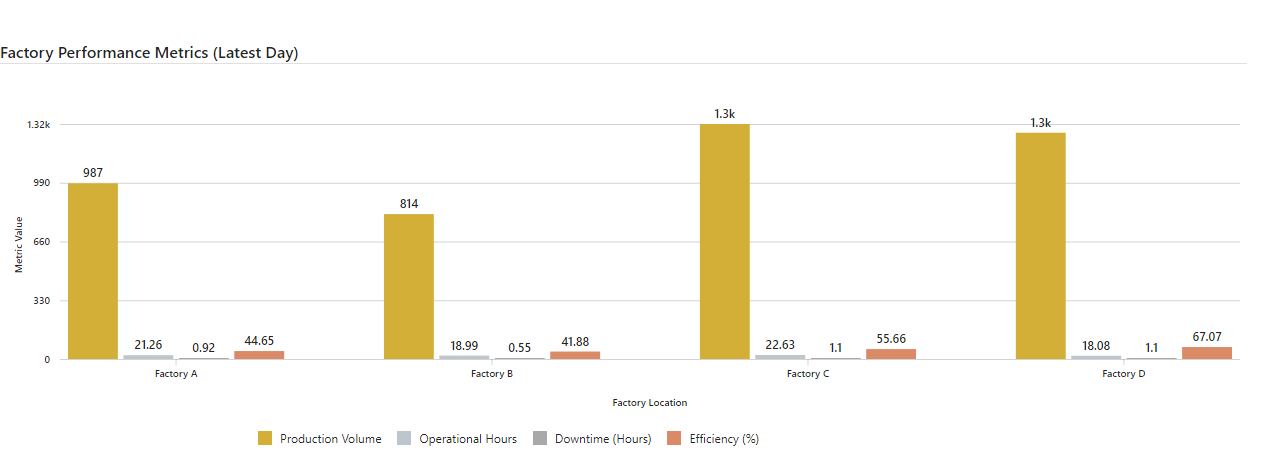 Factory Performance Metrics (Latest Day)
1.3k
1.32k
1.3k
987
990
814
660
Metric Value
330
21.26
0.92
44.65
18.99
0.55
41.88
22.63
1.1
55.66
18.08
1.1
67.07
0
Factory A
Factory B
Factory C
Factory D
Factory Location
Production Volume
Operational Hours
Downtime (Hours)
Efficiency (%)